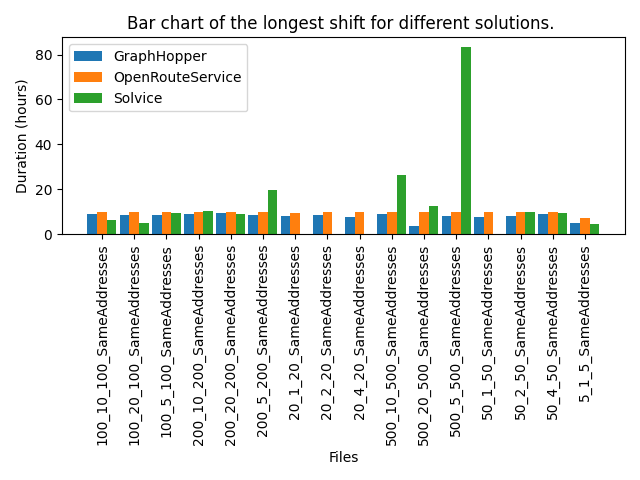 Bar chart of the longest shift for different solutions.
GraphHopper
OpenRouteService
Solvice
Duration (hours)
80
60
40
20
0
100_10_100_SameAddresses
100_20_100_SameAddresses
100_5_100_SameAddresses
200_10_200_SameAddresses
200_20_200_SameAddresses
200_5_200_SameAddresses
20_1_20_SameAddresses
20_2_20_SameAddresses
20_4_20_SameAddresses
500_10_500_SameAddresses
500_20_500_SameAddresses
500_5_500_SameAddresses
50_1_50_SameAddresses
50_2_50_SameAddresses
50_4_50_SameAddresses
5_1_5_SameAddresses
Files